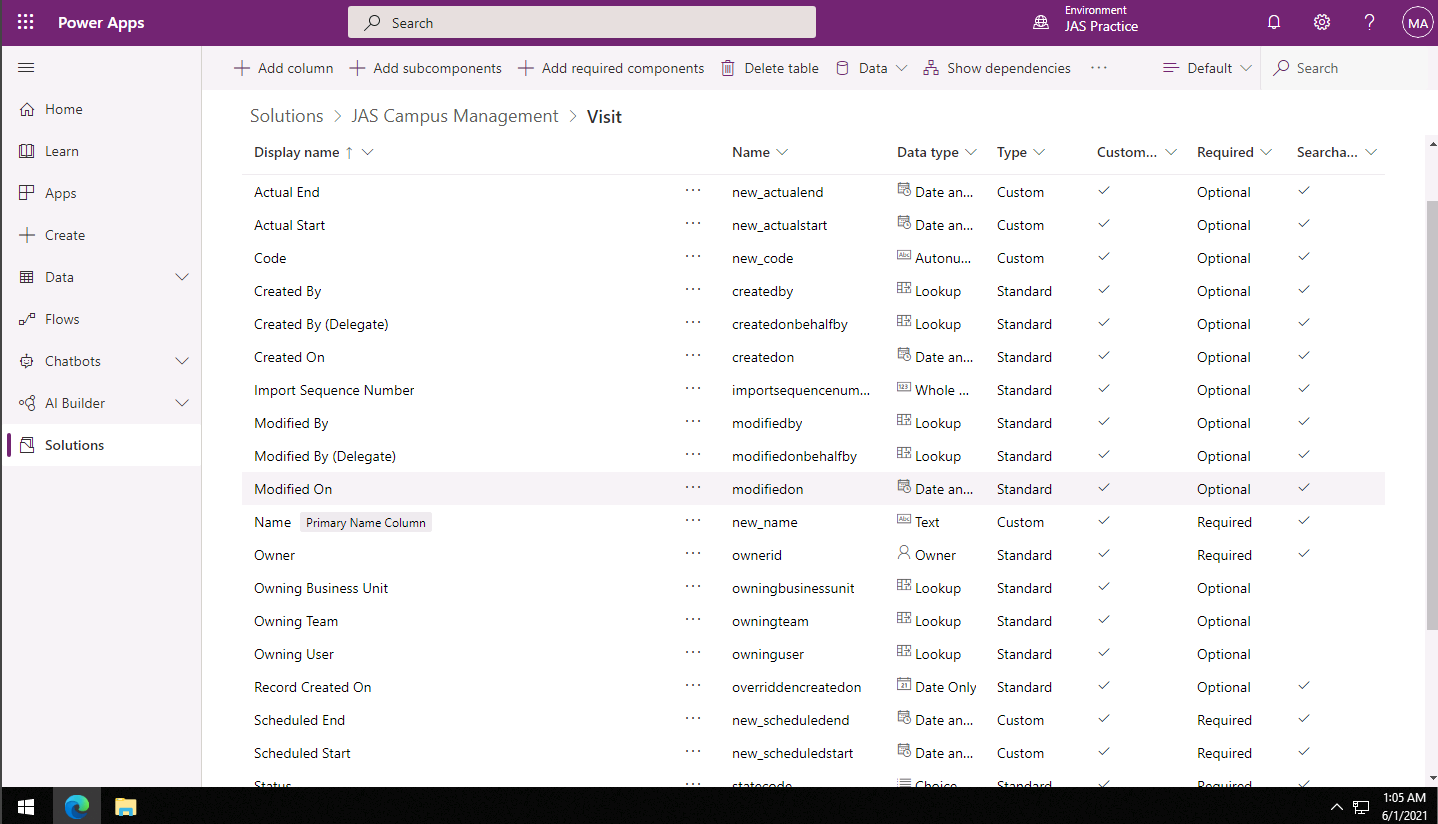 Power Apps
Search
Environment
JAS Practice
MA
Add column
Add subcomponents
Add required components
Delete table
Data
Show dependencies
Default
Search
Home
Learn
Apps
Create
Data
Flows
Chatbots
AI Builder
Solutions
Solutions > JAS Campus Management > Visit
Display name ↑ Name Data type Type Custom... Required Searcha...
Actual End ... new_actualend Date an... Custom Optional
Actual Start ... new_actualstart Date an... Custom Optional
Code ... new_code Abc Autonu... Custom Optional
Created By ... createdby Lookup Standard Optional
Created By (Delegate) ... createdonbehalfby Lookup Standard Optional
Created On ... createdon Date an... Standard Optional
Import Sequence Number ... importsequencenum... 123 Whole ... Standard Optional
Modified By ... modifiedby Lookup Standard Optional
Modified By (Delegate) ... modifiedonbehalfby Lookup Standard Optional
Modified On ... modifiedon Date an... Standard Optional
Name Primary Name Column ... new_name Abc Text Custom Required
Owner ... ownerid Owner Standard Required
Owning Business Unit ... owningbusinessunit Lookup Standard Optional
Owning Team ... owningteam Lookup Standard Optional
Owning User ... owninguser Lookup Standard Optional
Record Created On ... overriddencreatedon 21 Date Only Standard Optional
Scheduled End ... new_scheduledend Date an... Custom Required
Scheduled Start ... new_scheduledstart Date an... Custom Required
Status ... statecode Choice Standard Required
1:05 AM
6/1/2021